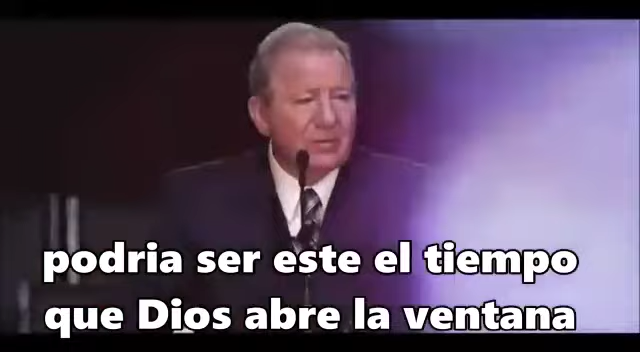 podria ser este el tiempo
que Dios abre la ventana